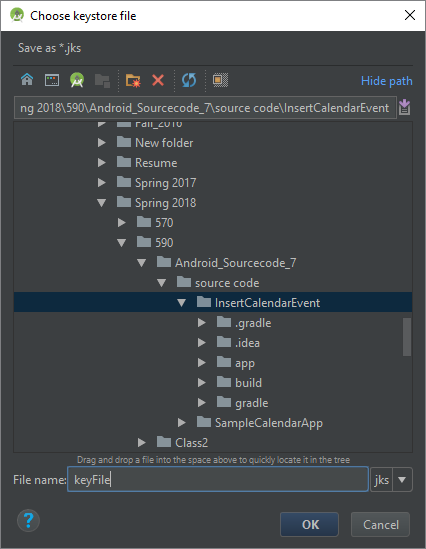 Choose keystore file
Save as *.jks
Hide path
ng 2018\590\Android_Sourcecode_7\source code\InsertCalendarEvent
Fall_2016
New folder
Resume
Spring 2017
Spring 2018
570
590
Android_Sourcecode_7
source code
InsertCalendarEvent
.gradle
.idea
app
build
gradle
SampleCalendarApp
Class2
Drag and drop a file into the space above to quickly locate it in the tree
File name: keyFile jks
? OK Cancel